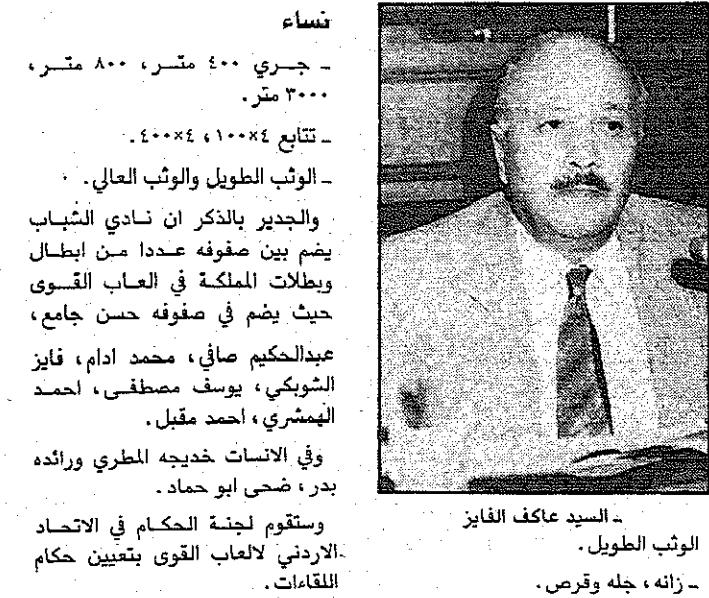 - السيد عاكف الفايز
الوثب الطويل.
- زانه، جله وقرص.
نساء
- جري ٤٠٠ متر، ٨٠٠ متر،
٣٠٠٠ متر.
- تتابع ٤×١٠٠، ٤×٤٠٠.
- الوثب الطويل والوثب العالي.
والجدير بالذكر ان نادي الشباب
يضم بين صفوفه عددا من ابطال
وبطلات المملكة في العاب القوى
حيث يضم في صفوفه حسن جامع،
عبدالحكيم صافي، محمد ادام، فايز
الشوبكي، يوسف مصطفى، احمد
الهمشري، احمد مقبل.
وفي الانسات خديجه المطري ورائده
بدر، ضحى ابو حماد.
وستقوم لجنة الحكام في الاتحاد
الاردني لالعاب القوى بتعيين حكام
اللقاءات.